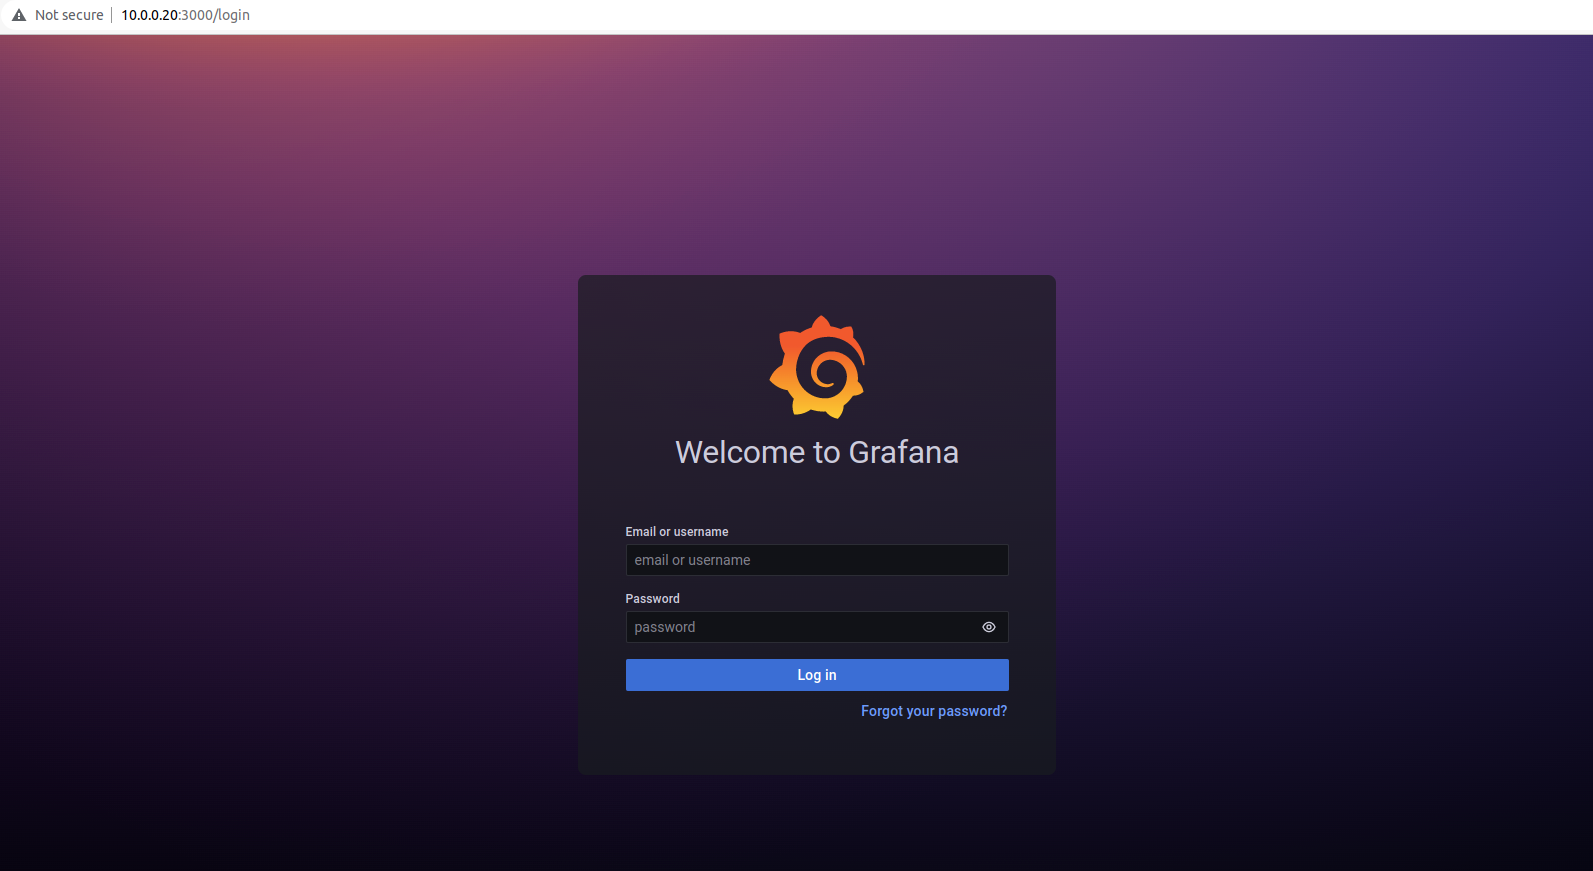 Not secure | 10.0.0.20:3000/login
Welcome to Grafana
Email or username
email or username
Password
password
Log in
Forgot your password?